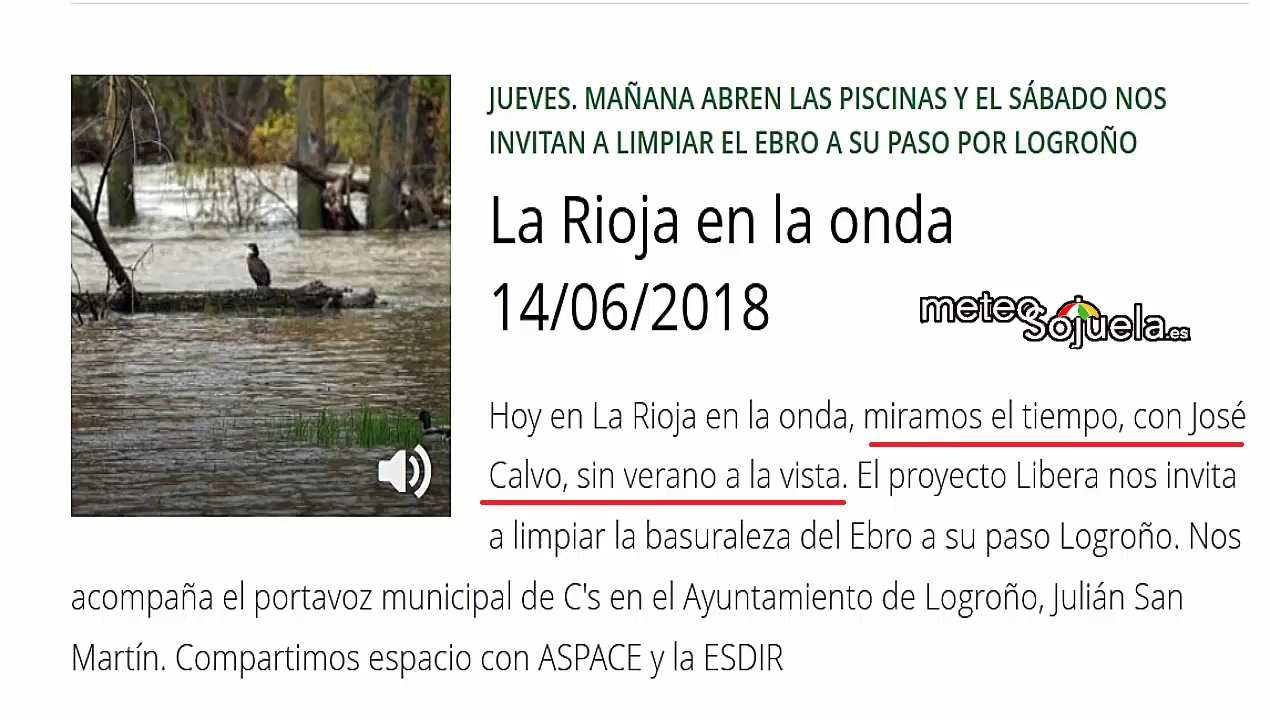 JUEVES. MAÑANA ABREN LAS PISCINAS Y EL SÁBADO NOS
INVITAN A LIMPIAR EL EBRO A SU PASO POR LOGROÑO
La Rioja en la onda
14/06/2018
meteo
Sojuela.es
Hoy en La Rioja en la onda, miramos el tiempo, con José
Calvo, sin verano a la vista. El proyecto Libera nos invita
a limpiar la basuraleza del Ebro a su paso Logroño. Nos
acompaña el portavoz municipal de C's en el Ayuntamiento de Logroño, Julián San
Martín. Compartimos espacio con ASPACE y la ESDIR